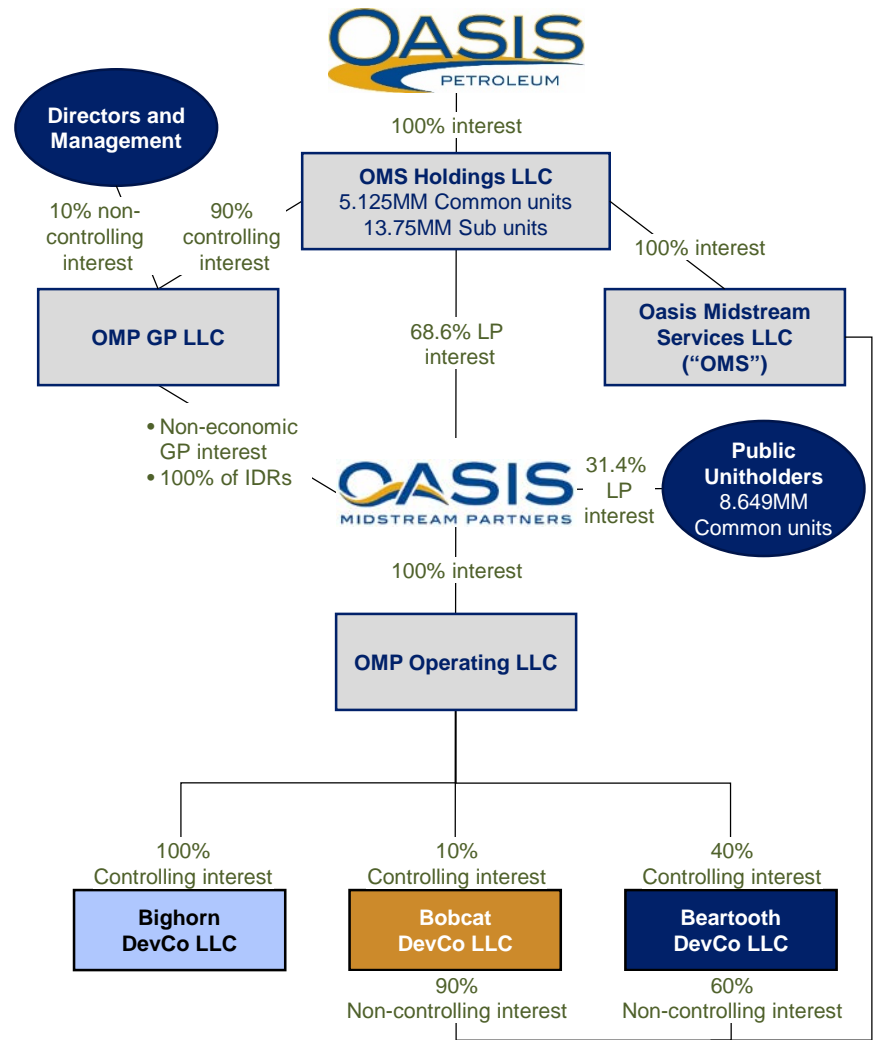 OASIS
PETROLEUM
Directors and
Management
100% interest
OMS Holdings LLC
5.125MM Common units
13.75MM Sub units
10% non-
controlling
interest
90%
controlling
interest
100% interest
OMP GP LLC
68.6% LP
interest
Oasis Midstream
Services LLC
(“OMS”)
• Non-economic
GP interest
• 100% of IDRs
OASIS
MIDSTREAM PARTNERS
31.4%
LP
interest
Public
Unitholders
8.649MM
Common units
100% interest
OMP Operating LLC
100%
Controlling interest
10%
Controlling interest
40%
Controlling interest
Bighorn
DevCo LLC
Bobcat
DevCo LLC
Beartooth
DevCo LLC
90%
Non-controlling interest
60%
Non-controlling interest